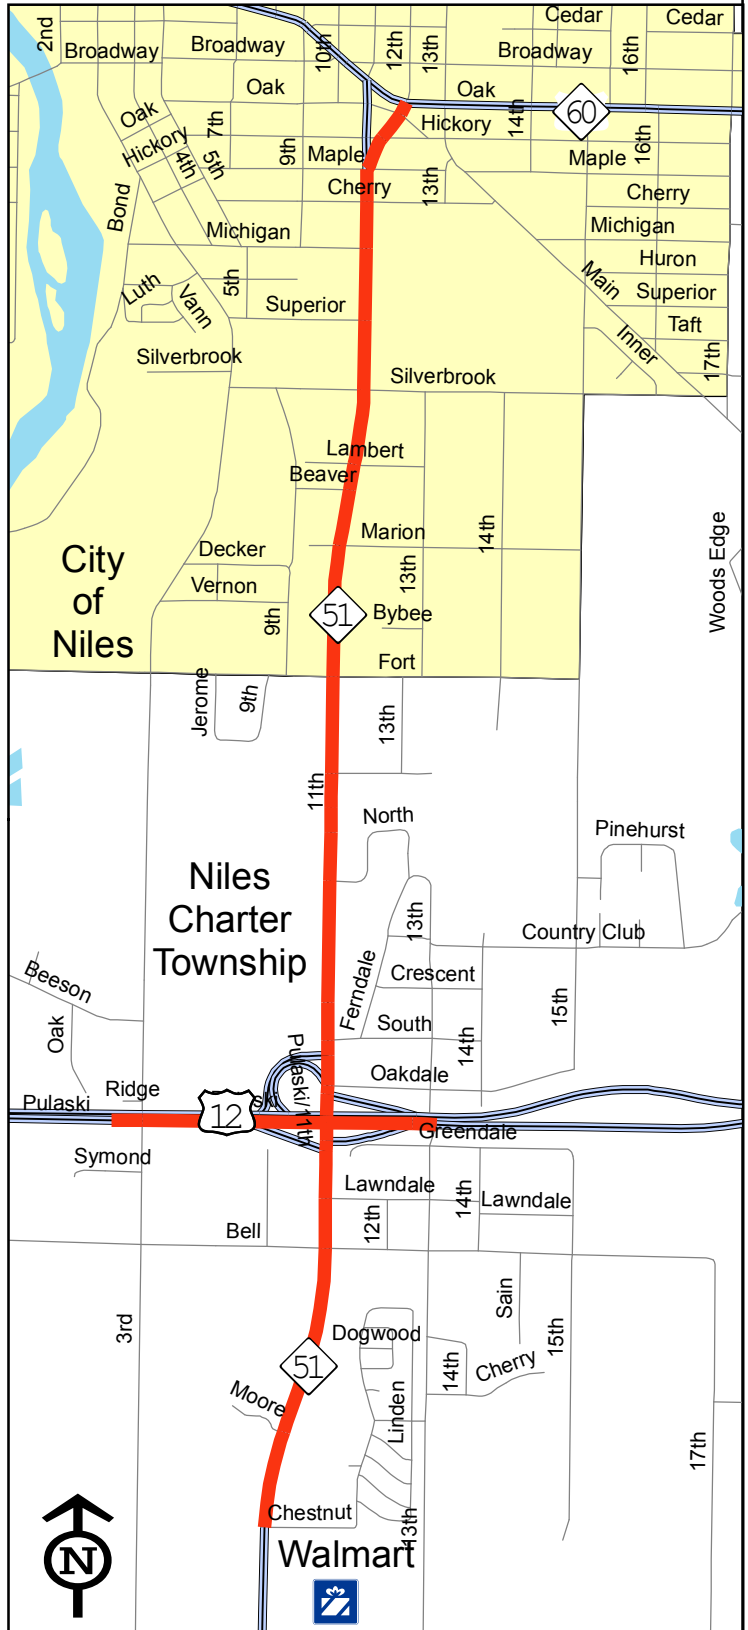 Cedar
Cedar
2nd
Broadway
Broadway
10th
12th
13th
Broadway
16th
Oak
Oak
60
Oak
7th
Hickory
14th
Hickory
4th
5th
9th
Maple
Maple
16th
Cherry
13th
Cherry
Bond
Michigan
Michigan
Huron
Luth
Vann
5th
Main
Superior
Superior
Taft
Inner
17th
Silverbrook
Silverbrook
Lambert
Beaver
Marion
14th
Woods Edge
City
of
Niles
Decker
Vernon
9th
13th
51
Bybee
Fort
Jerome
9th
13th
11th
North
Pinehurst
Niles
Charter
Township
13th
Country Club
Beeson
Ferndale
Crescent
15th
Oak
South
14th
Pulaski/11th
Oakdale
Ridge
Pulaski
12
ski
Greendale
Symond
Lawndale
14th
Lawndale
12th
Bell
Sain
3rd
15th
Dogwood
51
14th
Cherry
Moore
Linden
17th
Chestnut
13th
Walmart
N